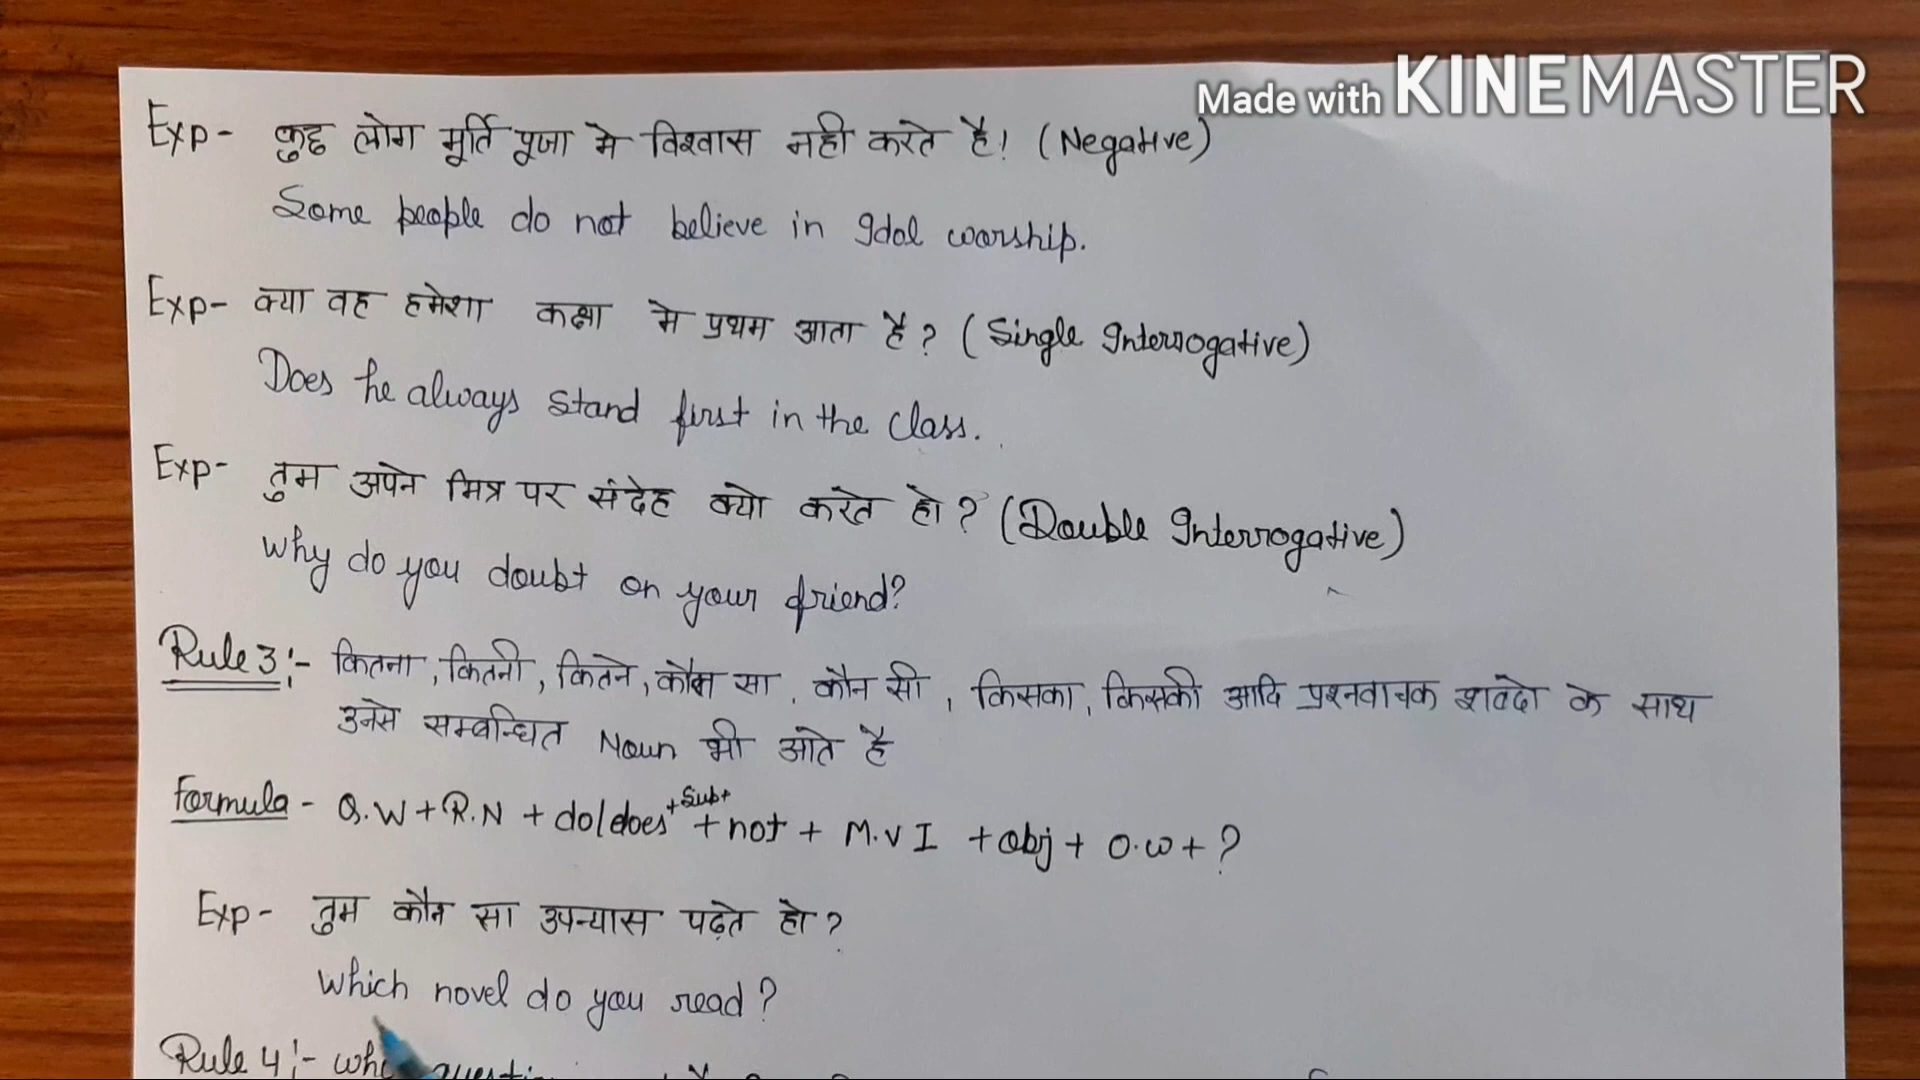 Made with KINEMASTER
Exp- कुछ लोग मूर्ति पूजा मे विश्वास नही करते है। (Negative)
Some people do not believe in Idol worship.
Exp- क्या वह हमेशा कक्षा मे प्रथम आता है? (Single Interrogative)
Does he always stand first in the class.
Exp- तुम अपने मित्र पर संदेह क्यो करते हो? (Double Interrogative)
Why do you doubt on your friend?
Rule 3:- कितना, कितनी, कितने, कौन सा, कौन सी, किसका, किसकी आदि प्रश्नवाचक शब्दो के साथ
उनसे सम्बन्धित Noun भी आते है
Formula - Q.W + R.N + do/does + Sub + + not + M.V I + obj + O.W + ?
Exp- तुम कौन सा उपन्यास पढ़ते हो?
Which novel do you read?
Rule 4:-